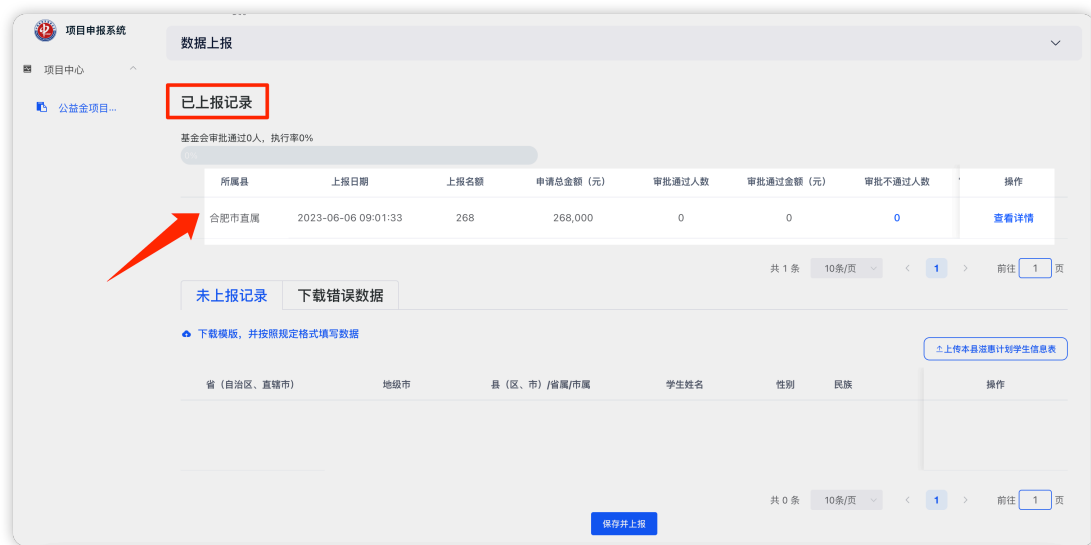 项目申报系统
数据上报
项目中心
公益金项目...
已上报记录
基金会审批通过0人，执行率0%
0%
所属县 上报日期 上报名额 申请总金额（元） 审批通过人数 审批通过金额（元） 审批不通过人数 操作
合肥市直属 2023-06-06 09:01:33 268 268,000 0 0 0 查看详情
共 1 条 10条/页 1 前往 1 页
未上报记录 下载错误数据
下载模版，并按照规定格式填写数据
上传本县滋惠计划学生信息表
省（自治区、直辖市） 地级市 县（区、市）/省属/市属 学生姓名 性别 民族 操作
共 0 条 10条/页 1 前往 1 页
保存并上报